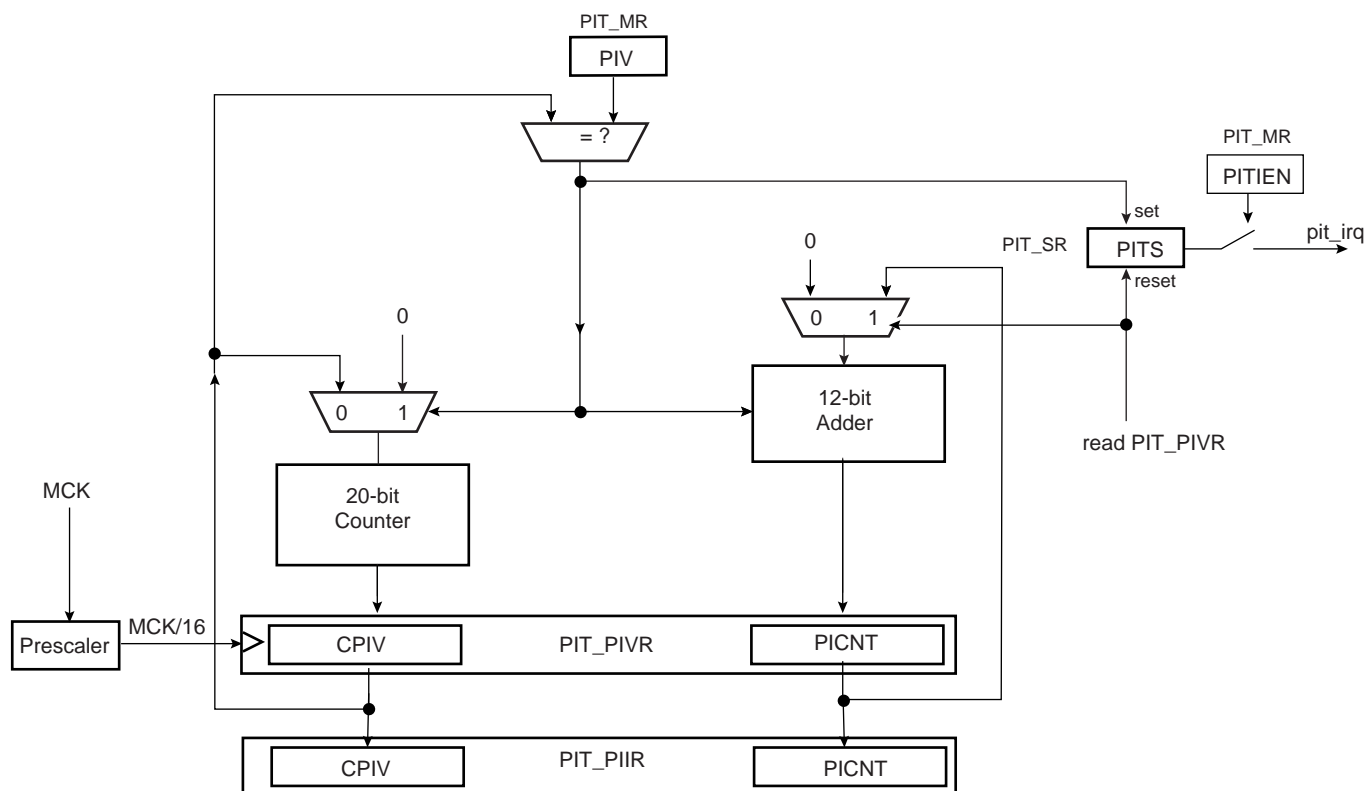 PIT_MR
PIV
= ?
PIT_MR
PITIEN
set
0
PIT_SR
PITS
pit_irq
reset
0
0 1
0
1
12-bit
Adder
read PIT_PIVR
MCK
20-bit
Counter
MCK/16
Prescaler
CPIV
PIT_PIVR
PICNT
CPIV
PIT_PIIR
PICNT